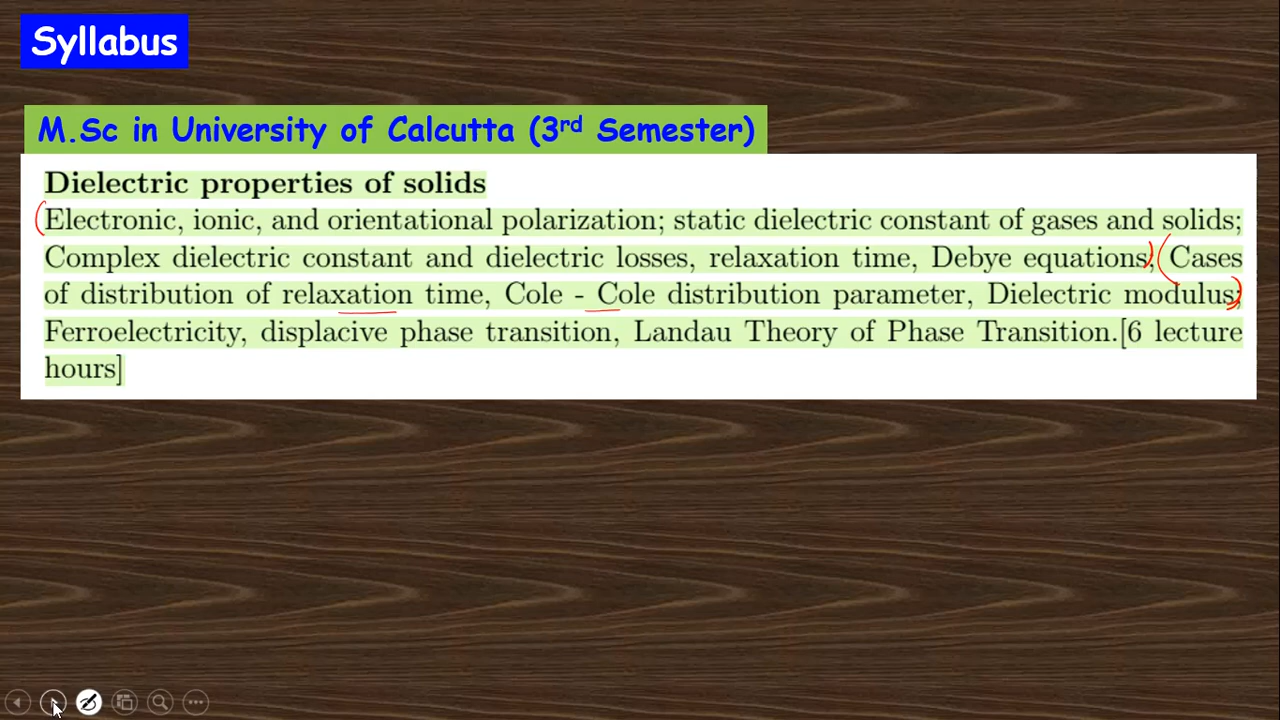 Syllabus
M.Sc in University of Calcutta (3rd Semester)
Dielectric properties of solids
Electronic, ionic, and orientational polarization; static dielectric constant of gases and solids;
Complex dielectric constant and dielectric losses, relaxation time, Debye equations; Cases
of distribution of relaxation time, Cole - Cole distribution parameter, Dielectric modulus;
Ferroelectricity, displacive phase transition, Landau Theory of Phase Transition.[6 lecture
hours]